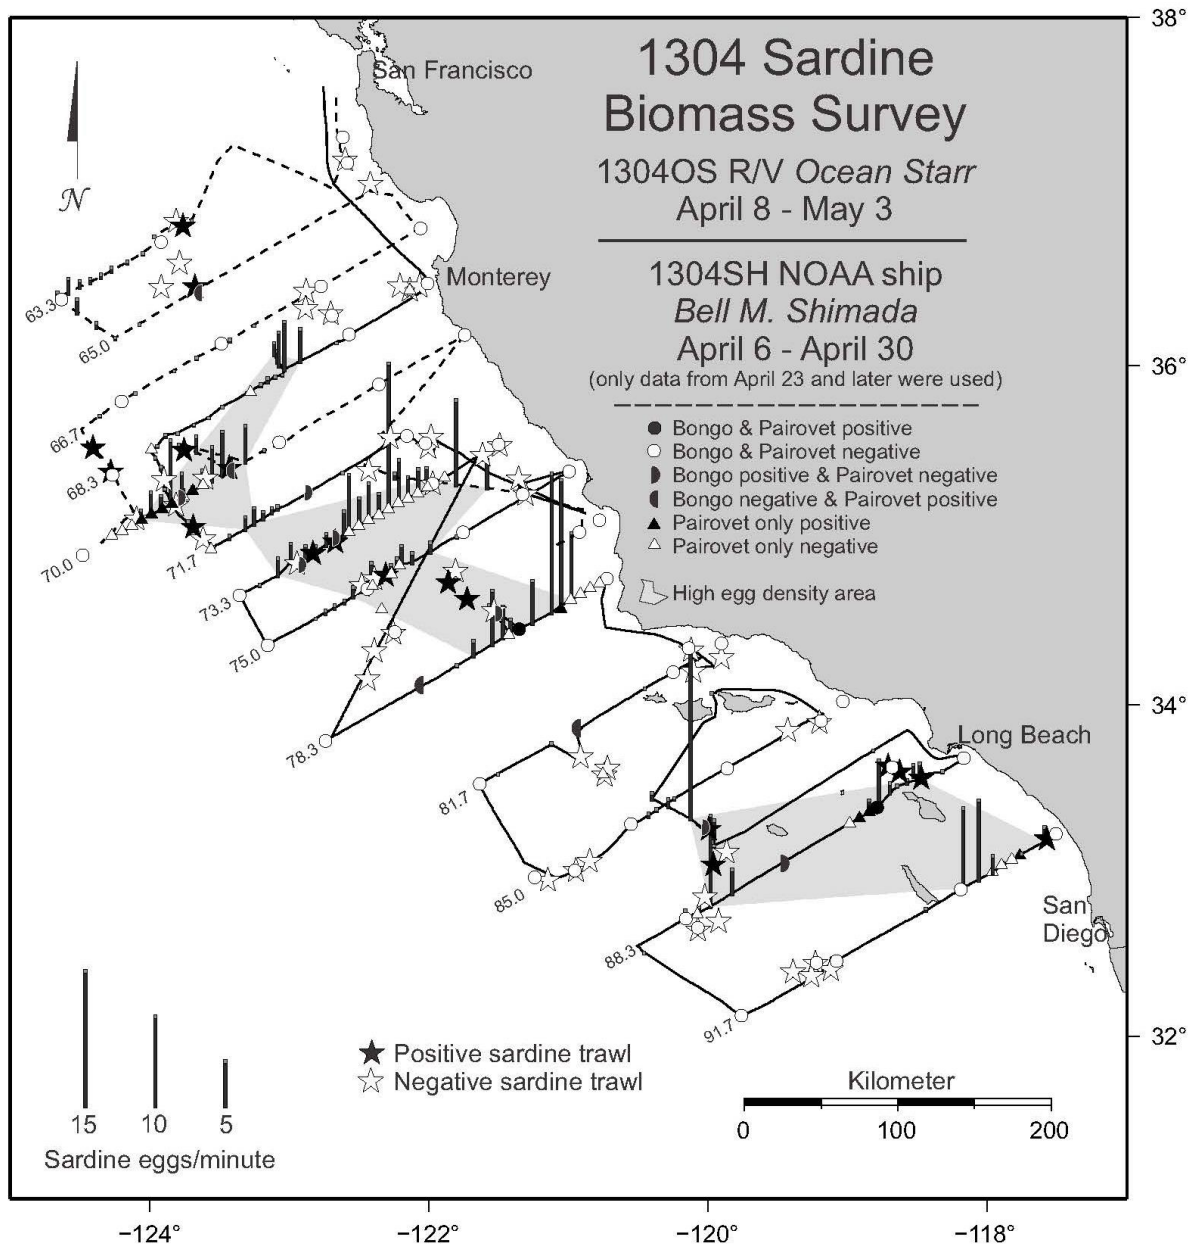 38°
San Francisco
1304 Sardine
Biomass Survey
1304OS R/V Ocean Starr
April 8 - May 3
N
Monterey
1304SH NOAA ship
Bell M. Shimada
April 6 - April 30
(only data from April 23 and later were used)
63.3
65.0
36°
66.7
Bongo & Pairovet positive
Bongo & Pairovet negative
Bongo positive & Pairovet negative
Bongo negative & Pairovet positive
Pairovet only positive
Pairovet only negative
High egg density area
68.3
70.0
71.7
73.3
75.0
78.3
34°
Long Beach
81.7
85.0
San
Diego
88.3
91.7
32°
Positive sardine trawl
Negative sardine trawl
Kilometer
0 100 200
15 10 5
Sardine eggs/minute
−124° −122° −120° −118°